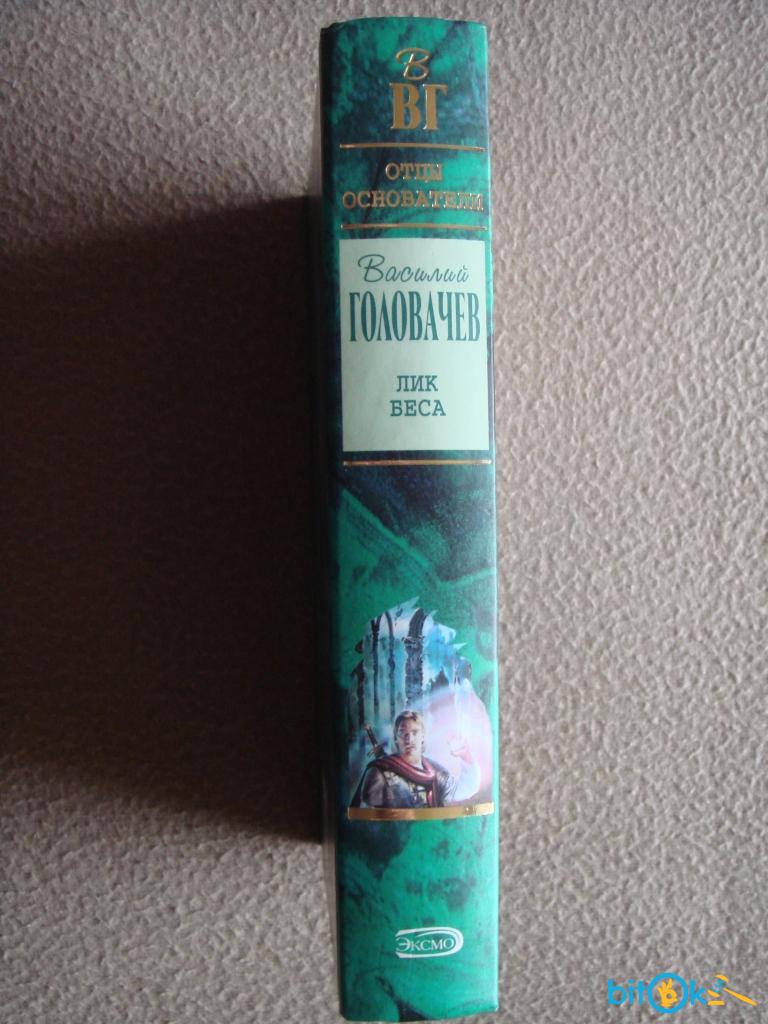 В
ВГ
ОТЦЫ
ОСНОВАТЕЛИ
Василий
ГОЛОВАЧЕВ
ЛИК
БЕСА
ЭКСМО
bitOk